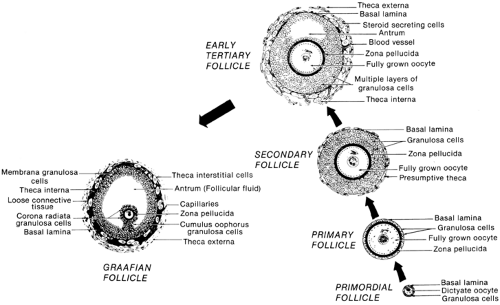 EARLY
TERTIARY
FOLLICLE
Theca externa
Basal lamina
Steroid secreting cells
Antrum
Blood vessel
Zona pellucida
Fully grown oocyte
Multiple layers of
granulosa cells
Theca interna
SECONDARY
FOLLICLE
Basal lamina
Granulosa cells
Zona pellucida
Fully grown oocyte
Presumptive theca
PRIMARY
FOLLICLE
Basal lamina
Granulosa cells
Fully grown oocyte
Zona pellucida
PRIMORDIAL
FOLLICLE
Basal lamina
Dictyate oocyte
Granulosa cells
Membrana granulosa
cells
Theca interna
Loose connective
tissue
Corona radiata
granulosa cells
Basal lamina
Theca interstitial cells
Antrum (Follicular fluid)
Capillaries
Zona pellucida
Cumulus oophorus
granulosa cells
Theca externa
GRAAFIAN
FOLLICLE